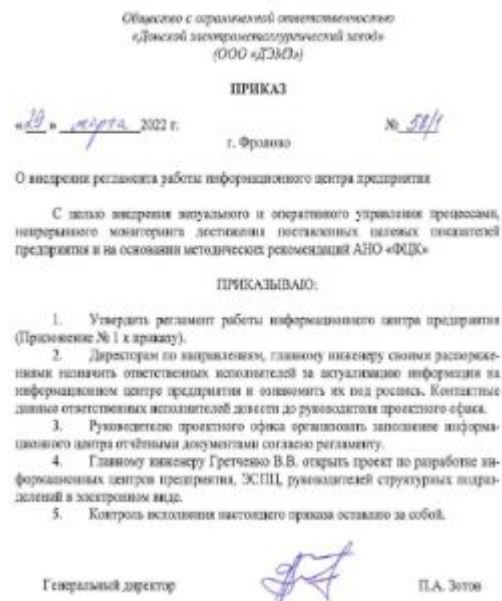 Общество с ограниченной ответственностью
«Донской электрометаллургический завод»
(ООО «ДЭМЗ»)
ПРИКАЗ
«29» марта 2022 г.
№ 58/1
г. Фролово
О внедрении регламента работы информационного центра предприятия
С целью внедрения визуального и оперативного управления процессами,
непрерывного мониторинга достижения поставленных целевых показателей
предприятия и на основании методических рекомендаций АНО «ФЦК»
ПРИКАЗЫВАЮ:
1. Утвердить регламент работы информационного центра предприятия
(Приложение № 1 к приказу).
2. Директорам по направлениям, главному инженеру своими распоряже-
ниями назначить ответственных исполнителей за актуализацию информации на
информационном центре предприятия и ознакомить их под роспись. Контактные
данные ответственных исполнителей довести до руководителя проектного офиса.
3. Руководителю проектного офиса организовать заполнение информа-
ционного центра отчётными документами согласно регламенту.
4. Главному инженеру Гретченко В.В. открыть проект по разработке ин-
формационных центров предприятия, ЭСПЦ, руководителей структурных подраз-
делений в электронном виде.
5. Контроль исполнения настоящего приказа оставляю за собой.
Генеральный директор
П.А. Зотов